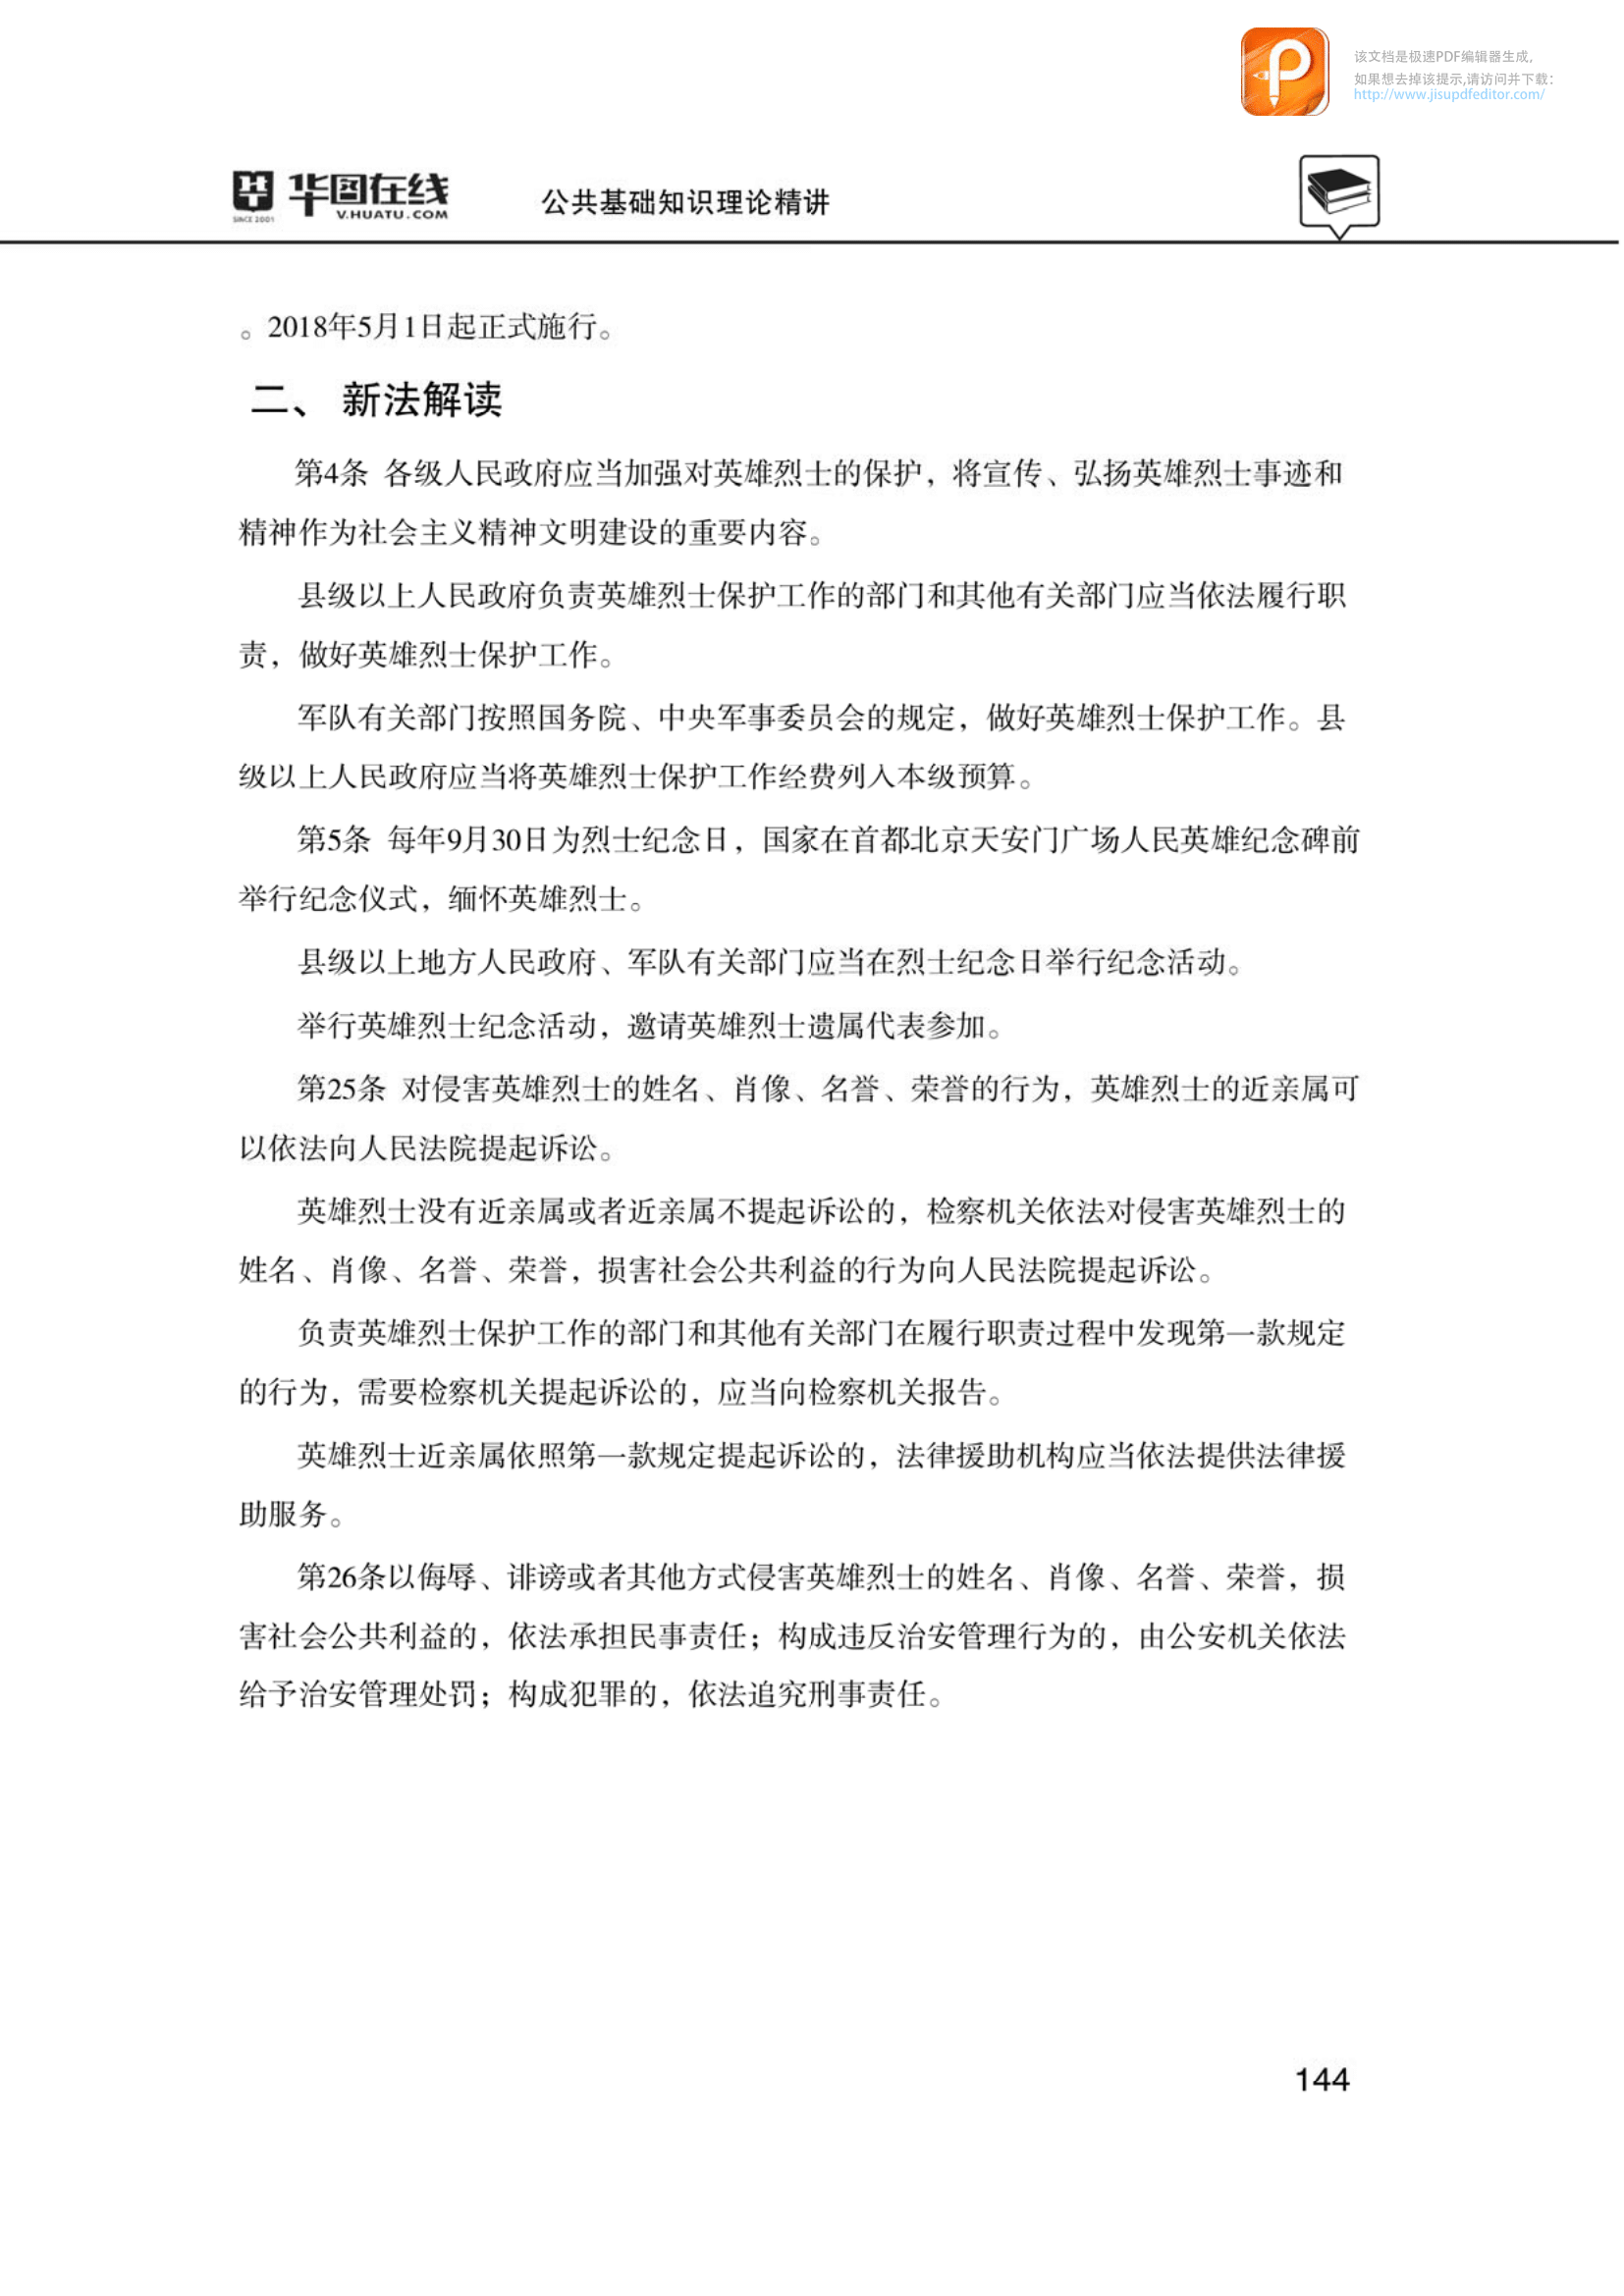 该文档是极速PDF编辑器生成,
如果想去掉该提示,请访问并下载:
http://www.jisupdfeditor.com/
华图在线
SINCE 2001
V.HUATU.COM
公共基础知识理论精讲
。2018年5月1日起正式施行。
二、 新法解读
第4条 各级人民政府应当加强对英雄烈士的保护，将宣传、弘扬英雄烈士事迹和
精神作为社会主义精神文明建设的重要内容。
县级以上人民政府负责英雄烈士保护工作的部门和其他有关部门应当依法履行职
责，做好英雄烈士保护工作。
军队有关部门按照国务院、中央军事委员会的规定，做好英雄烈士保护工作。县
级以上人民政府应当将英雄烈士保护工作经费列入本级预算。
第5条 每年9月30日为烈士纪念日，国家在首都北京天安门广场人民英雄纪念碑前
举行纪念仪式，缅怀英雄烈士。
县级以上地方人民政府、军队有关部门应当在烈士纪念日举行纪念活动。
举行英雄烈士纪念活动，邀请英雄烈士遗属代表参加。
第25条 对侵害英雄烈士的姓名、肖像、名誉、荣誉的行为，英雄烈士的近亲属可
以依法向人民法院提起诉讼。
英雄烈士没有近亲属或者近亲属不提起诉讼的，检察机关依法对侵害英雄烈士的
姓名、肖像、名誉、荣誉，损害社会公共利益的行为向人民法院提起诉讼。
负责英雄烈士保护工作的部门和其他有关部门在履行职责过程中发现第一款规定
的行为，需要检察机关提起诉讼的，应当向检察机关报告。
英雄烈士近亲属依照第一款规定提起诉讼的，法律援助机构应当依法提供法律援
助服务。
第26条以侮辱、诽谤或者其他方式侵害英雄烈士的姓名、肖像、名誉、荣誉，损
害社会公共利益的，依法承担民事责任；构成违反治安管理行为的，由公安机关依法
给予治安管理处罚；构成犯罪的，依法追究刑事责任。
144